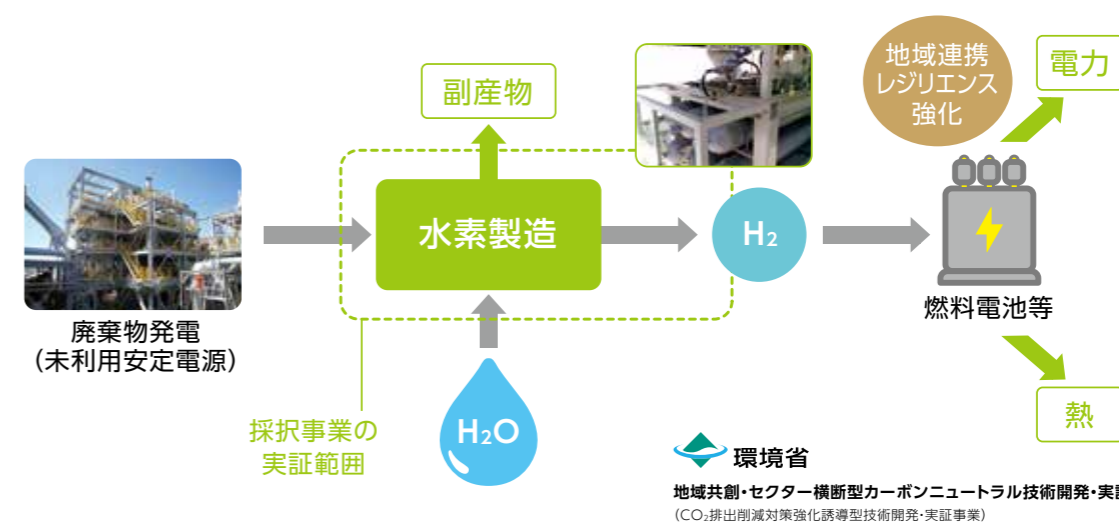 地域連携
レジリエンス
強化
電力
副産物
水素製造
H₂
燃料電池等
廃棄物発電
（未利用安定電源）
H₂O
採択事業の
実証範囲
熱
環境省
地域共創・セクター横断型カーボンニュートラル技術開発・実証
（CO₂排出削減対策強化誘導型技術開発・実証事業）